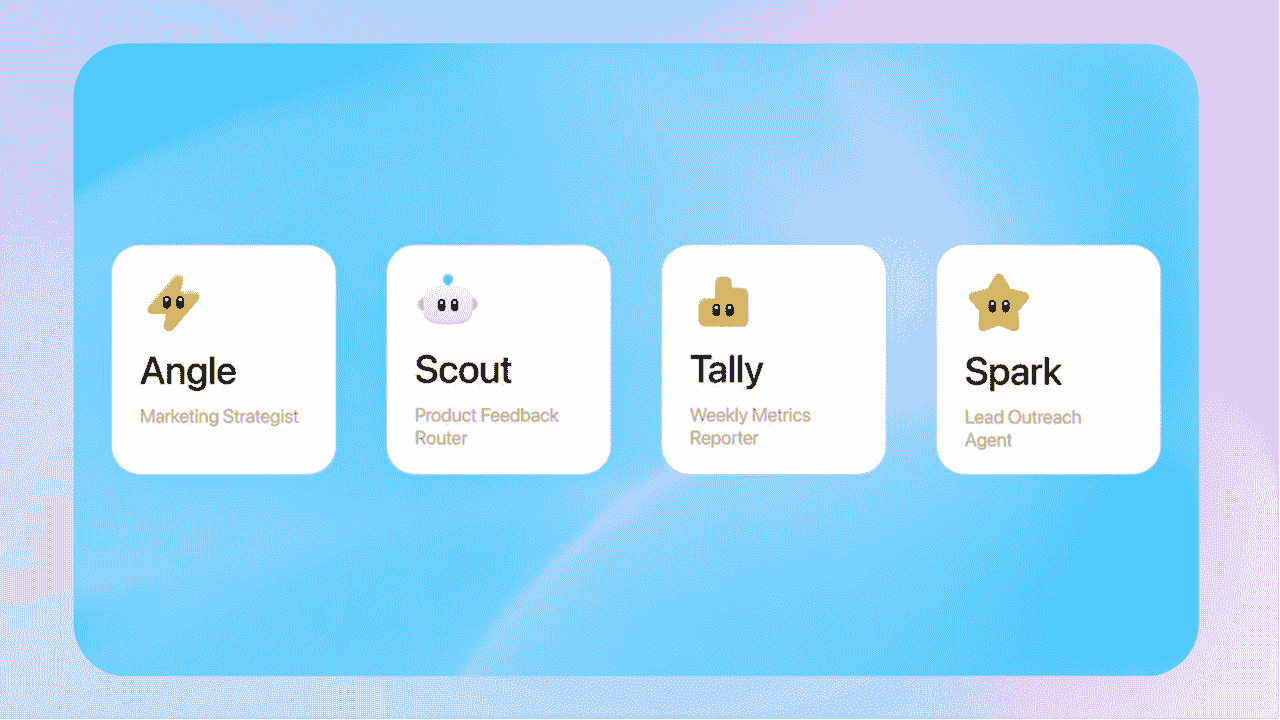 Angle
Marketing Strategist
Scout
Product Feedback
Router
Tally
Weekly Metrics
Reporter
Spark
Lead Outreach
Agent